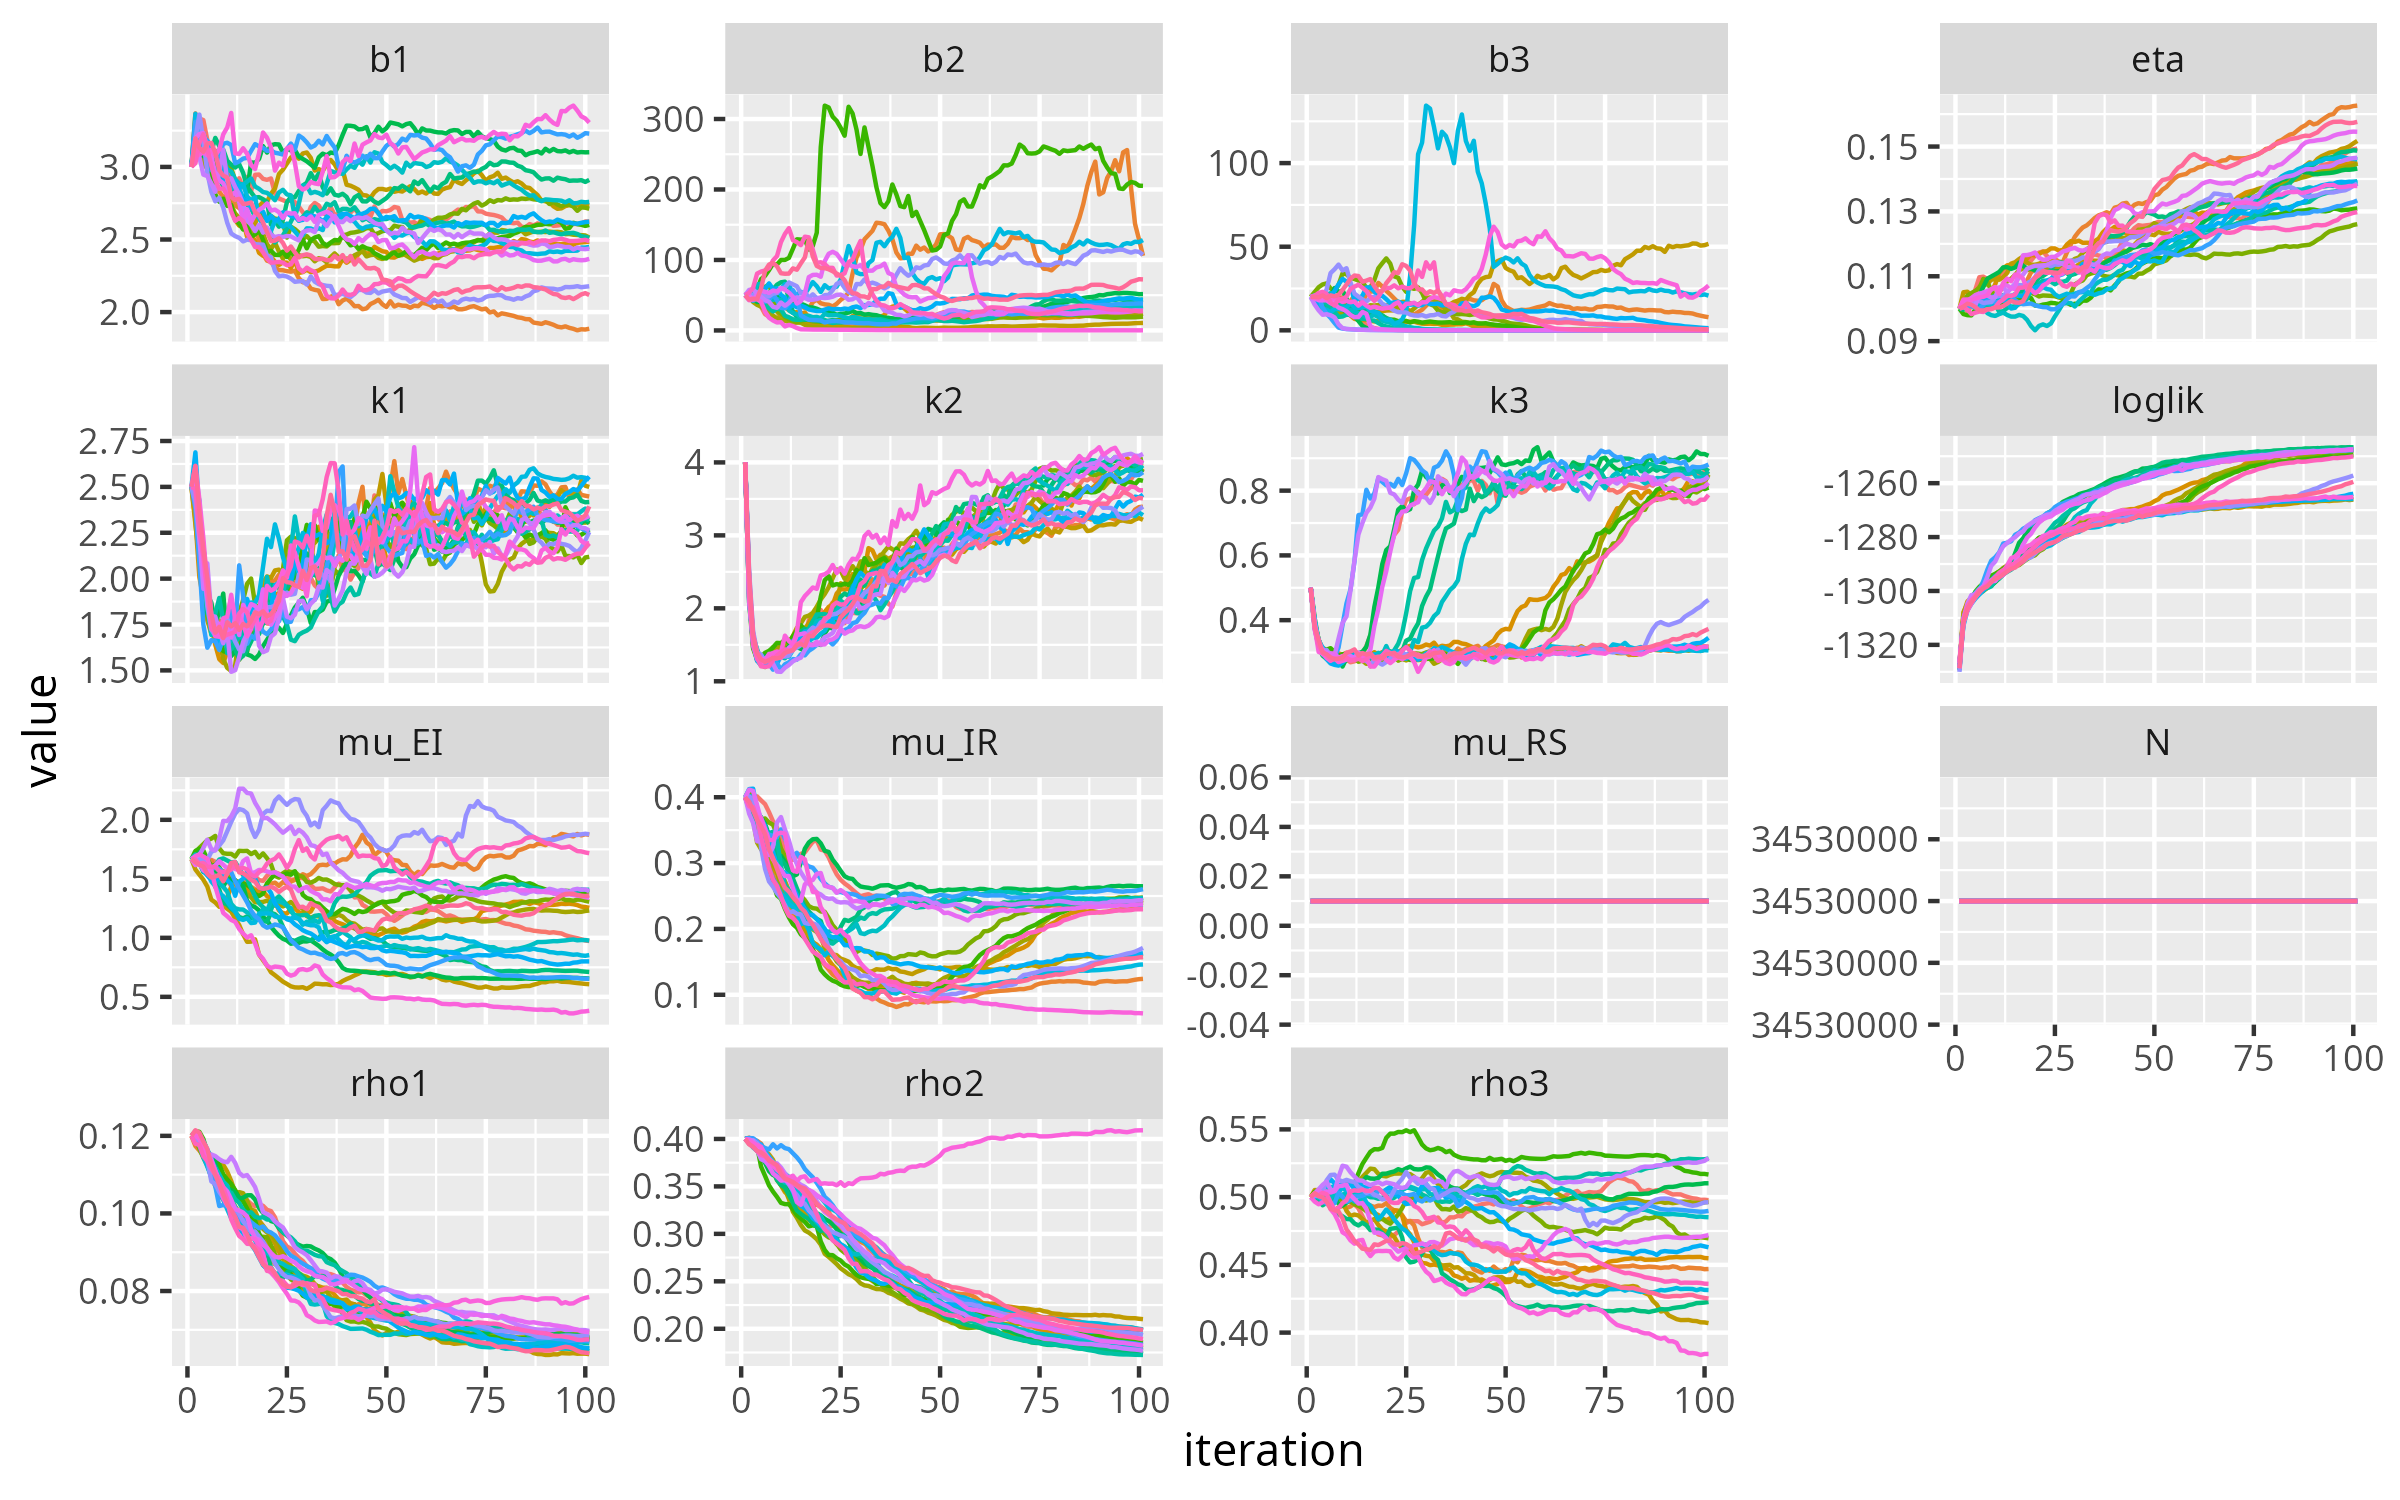 b1 b2 b3 eta
3.0 2.5 2.0
300 200 100 0
100 50 0
0.15 0.13 0.11 0.09
k1 k2 k3 loglik
2.75 2.50 2.25 2.00 1.75 1.50
4 3 2 1
0.8 0.6 0.4
-1260 -1280 -1300 -1320
value
mu_EI mu_IR mu_RS N
2.0 1.5 1.0 0.5
0.4 0.3 0.2 0.1
0.06 0.04 0.02 0.00 -0.02 -0.04
34530000 34530000 34530000 34530000
0 25 50 75 100
rho1 rho2 rho3
0.12 0.10 0.08
0.40 0.35 0.30 0.25 0.20
0.55 0.50 0.45 0.40
0 25 50 75 100 0 25 50 75 100 0 25 50 75 100
iteration